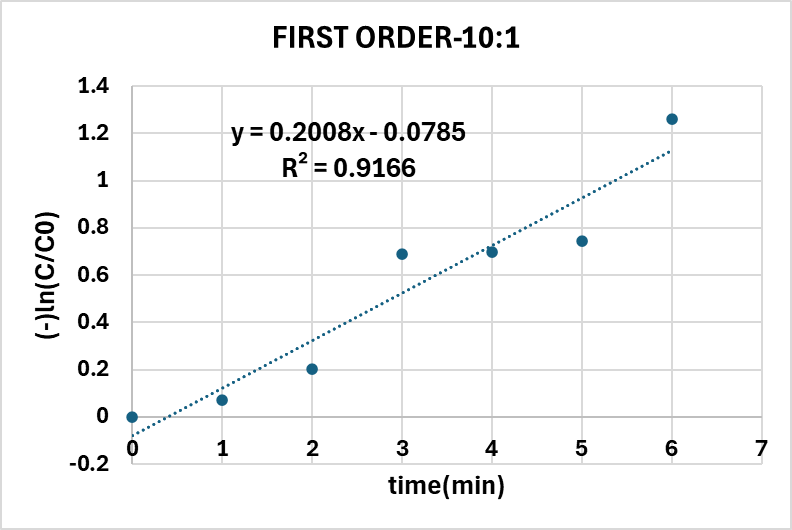 FIRST ORDER-10:1
y = 0.2008x - 0.0785
R² = 0.9166
1.4
1.2
1
0.8
0.6
0.4
0.2
0
-0.2
(-)ln(C/C0)
0 1 2 3 4 5 6 7
time(min)